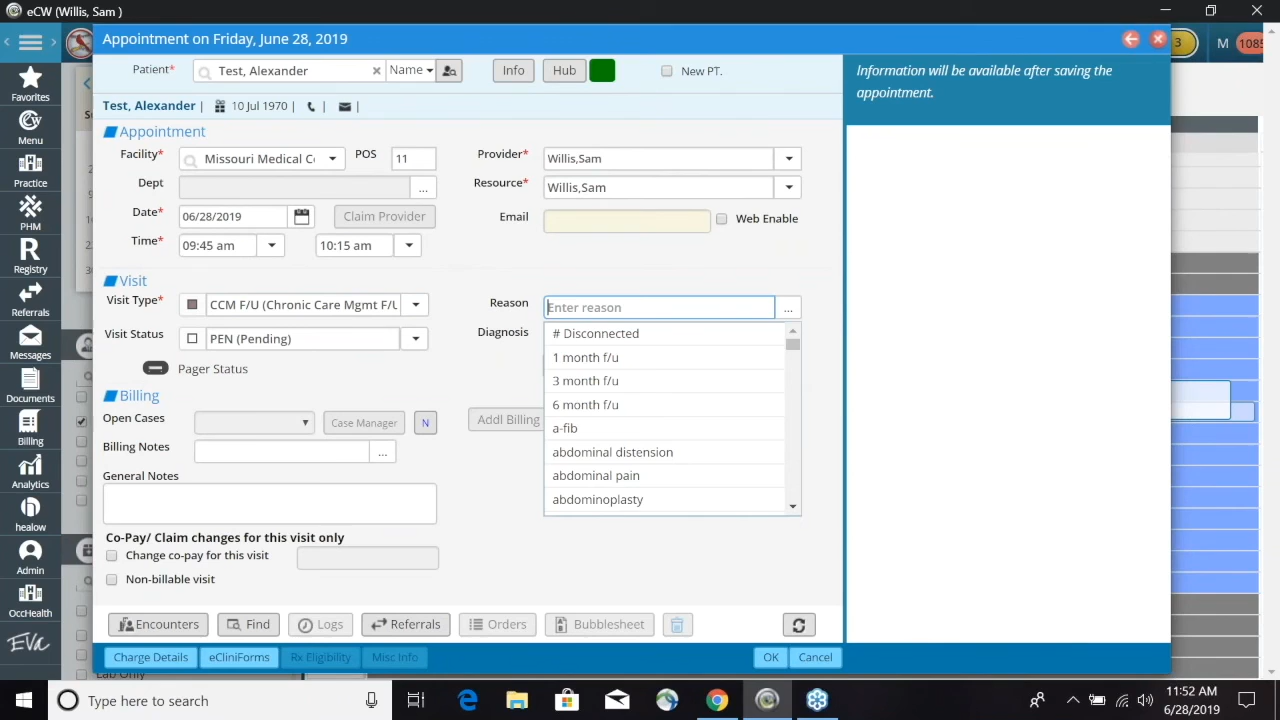 eCW (Willis, Sam )
Appointment on Friday, June 28, 2019
3
M
1085
Patient*
Test, Alexander
Name
Info
Hub
New PT.
Information will be available after saving the
appointment.
Test, Alexander |
10 Jul 1970 |
|
|
Appointment
Facility*
Missouri Medical C
POS
11
Provider*
Willis,Sam
Dept
...
Resource*
Willis,Sam
Date*
06/28/2019
Claim Provider
Email
Web Enable
Time*
09:45 am
10:15 am
Visit
Visit Type*
CCM F/U (Chronic Care Mgmt F/U
Reason
Enter reason
...
Visit Status
PEN (Pending)
Diagnosis
# Disconnected
1 month f/u
3 month f/u
6 month f/u
a-fib
abdominal distension
abdominal pain
abdominoplasty
Pager Status
Billing
Open Cases
Case Manager
N
Addl Billing
Billing Notes
...
General Notes
Co-Pay/ Claim changes for this visit only
Change co-pay for this visit
Non-billable visit
Encounters
Find
Logs
Referrals
Orders
Bubblesheet
Charge Details
eCliniForms
Rx Eligibility
Misc Info
OK
Cancel
Favorites
Menu
Practice
PHM
Registry
Referrals
Messages
Documents
Billing
Analytics
healow
Admin
OccHealth
EVA
Lab Only
Type here to search
11:52 AM
6/28/2019